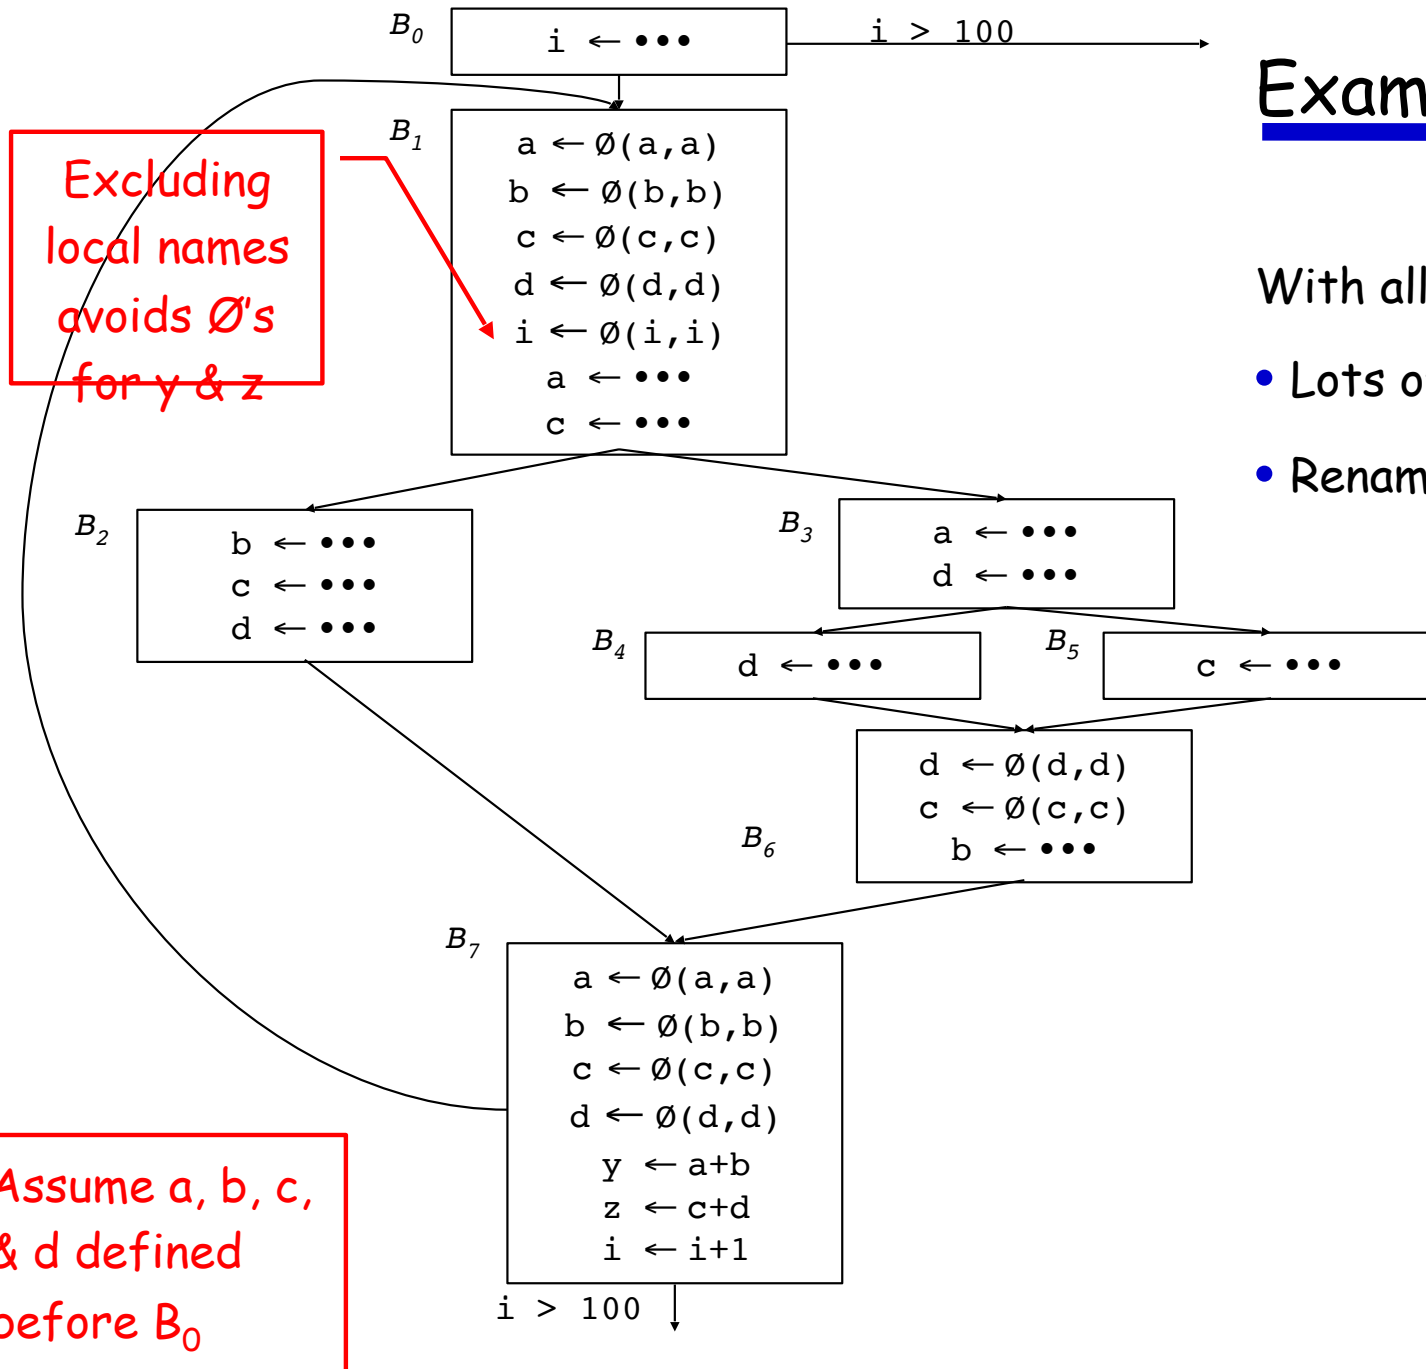 B0
i ← •••
i > 100
Exam
B1
a ← Ø(a,a)
b ← Ø(b,b)
c ← Ø(c,c)
d ← Ø(d,d)
i ← Ø(i,i)
a ← •••
c ← •••
Excluding
local names
avoids Ø's
for y & z
With all
• Lots o
• Renam
B2
b ← •••
c ← •••
d ← •••
B3
a ← •••
d ← •••
B4
d ← •••
B5
c ← •••
B6
d ← Ø(d,d)
c ← Ø(c,c)
b ← •••
B7
a ← Ø(a,a)
b ← Ø(b,b)
c ← Ø(c,c)
d ← Ø(d,d)
y ← a+b
z ← c+d
i ← i+1
i > 100
Assume a, b, c,
& d defined
before B0